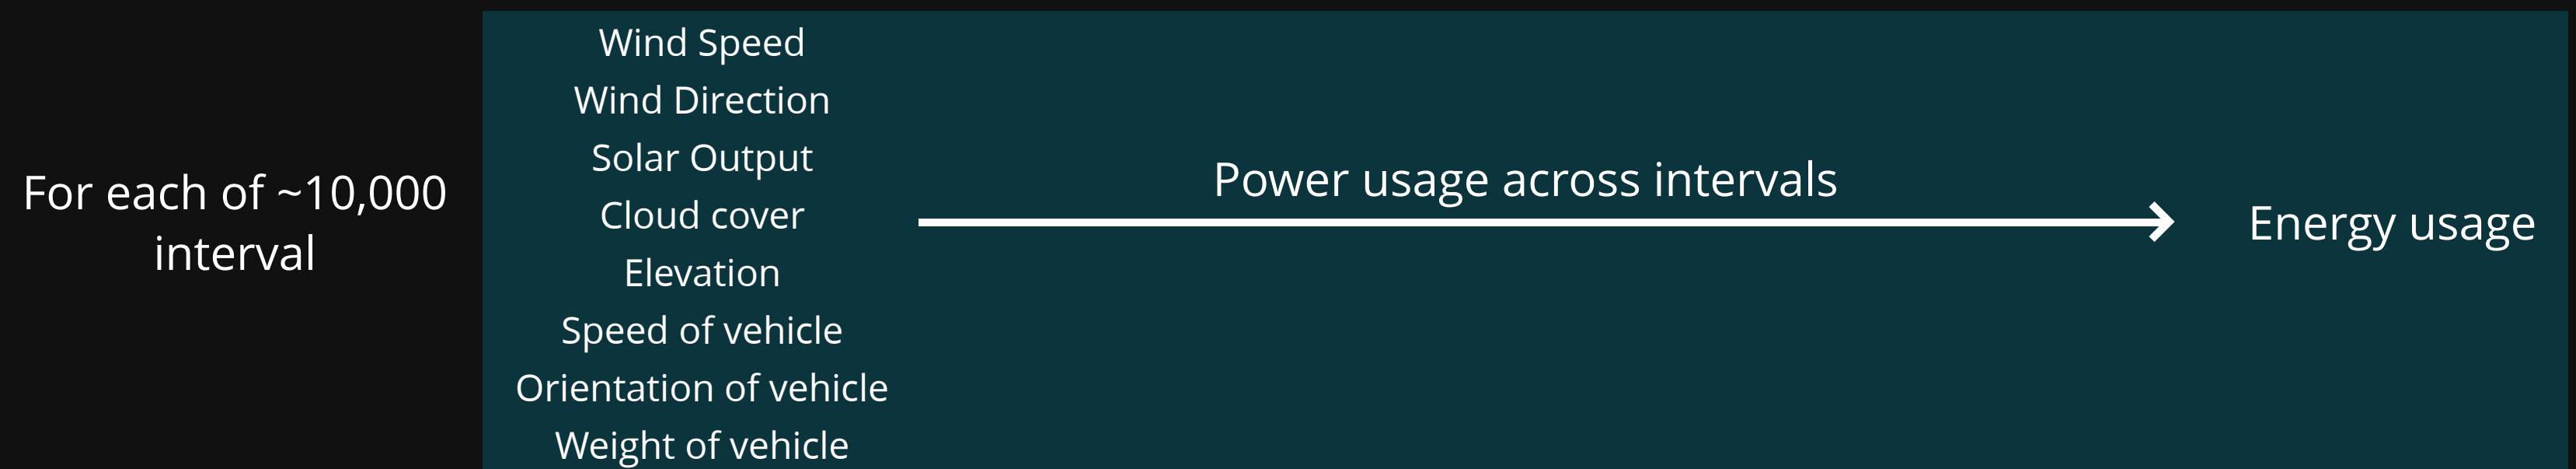 For each of ~10,000
interval
Wind Speed
Wind Direction
Solar Output
Cloud cover
Elevation
Speed of vehicle
Orientation of vehicle
Weight of vehicle
Power usage across intervals
Energy usage